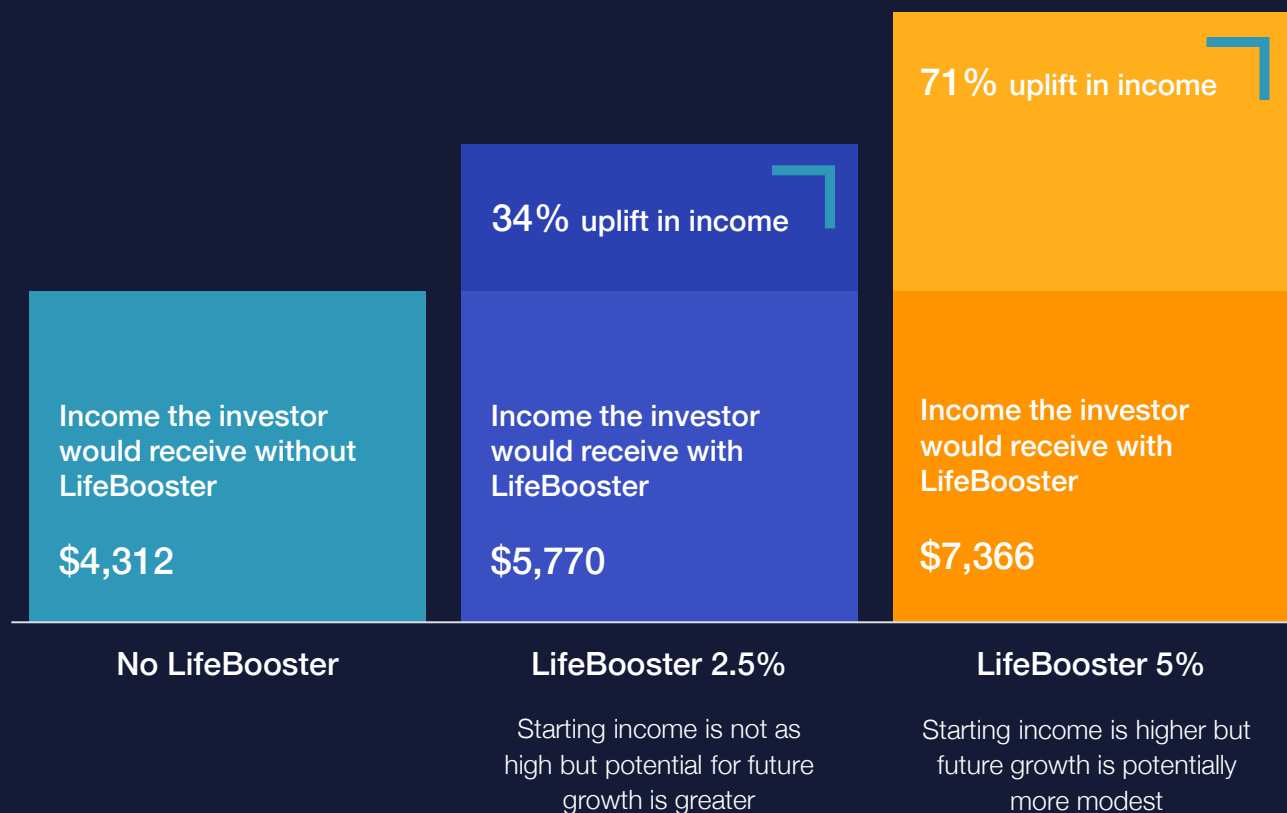 71% uplift in income
34% uplift in income
Income the investor
would receive without
LifeBooster
$4,312
Income the investor
would receive with
LifeBooster
$5,770
Income the investor
would receive with
LifeBooster
$7,366
No LifeBooster
LifeBooster 2.5%
Starting income is not as
high but potential for future
growth is greater
LifeBooster 5%
Starting income is higher but
future growth is potentially
more modest